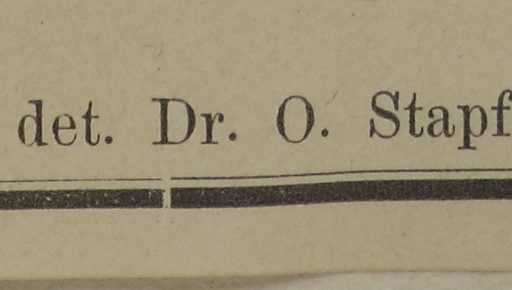 det. Dr. O. Stapf